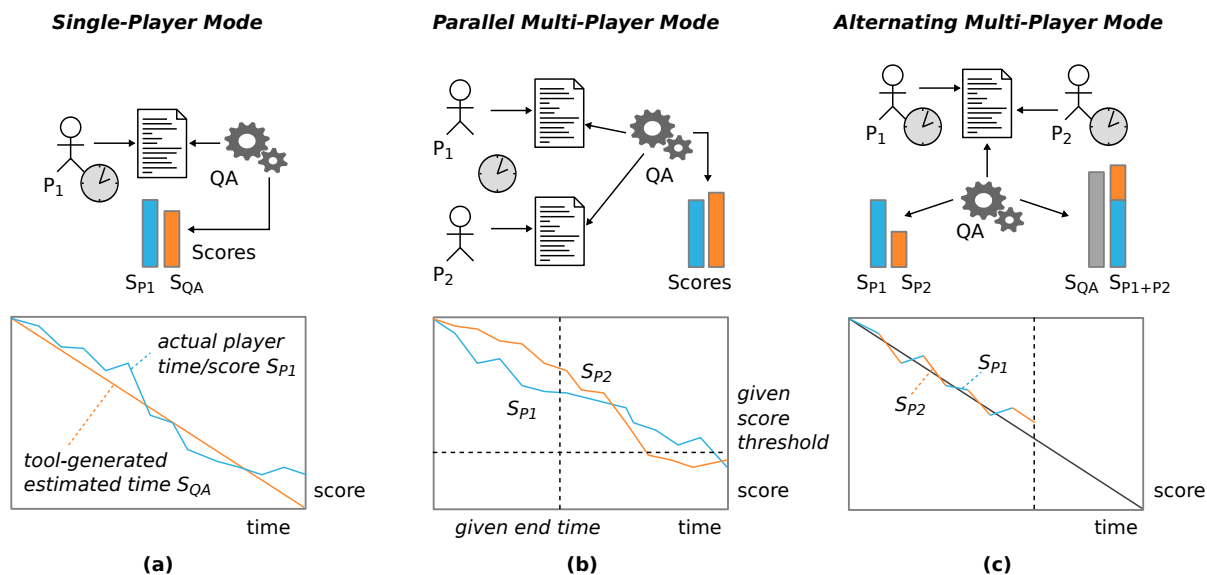 Single-Player Mode
P1
QA
Scores
SP1
SQA
actual player
time/score SP1
tool-generated
estimated time SQA
score
time
(a)
Parallel Multi-Player Mode
P1
QA
P2
Scores
SP2
SP1
given
score
threshold
score
given end time
time
(b)
Alternating Multi-Player Mode
P1
P2
QA
SP1
SP2
SQA
SP1+P2
SP1
SP2
score
time
(c)